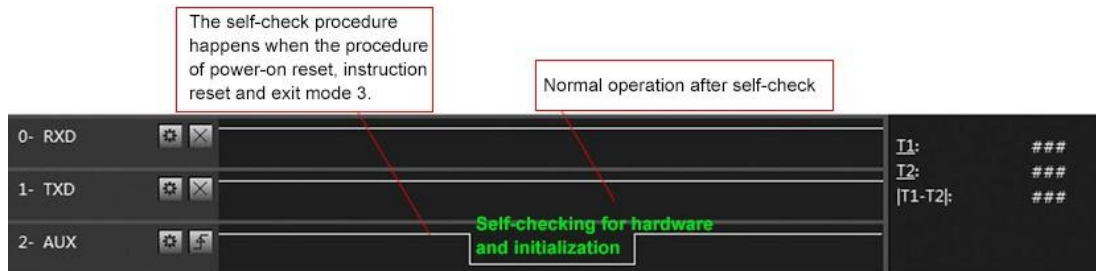 The self-check procedure
happens when the procedure
of power-on reset, instruction
reset and exit mode 3.
Normal operation after self-check
0- RXD
1- TXD
2- AUX
Self-checking for hardware
and initialization
T1: ###
T2: ###
|T1-T2|: ###